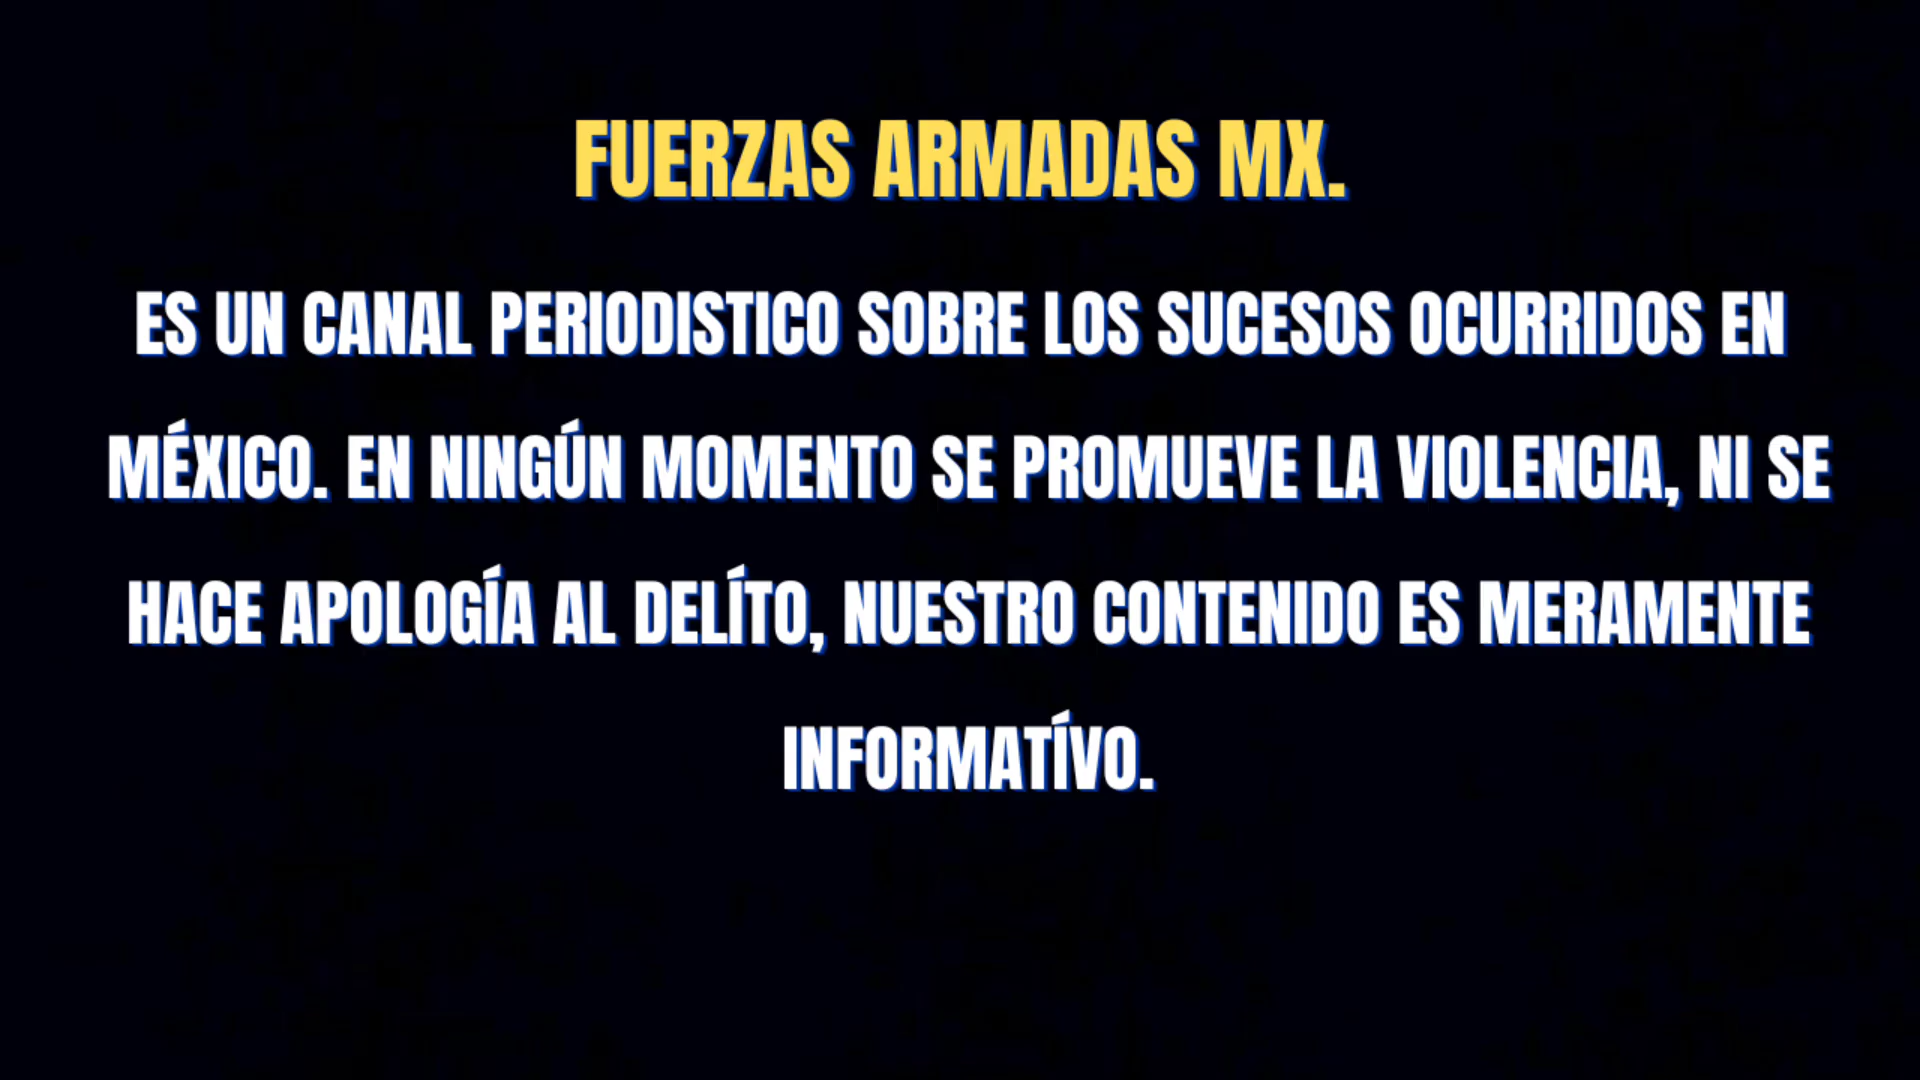 FUERZAS ARMADAS MX.
ES UN CANAL PERIODISTICO SOBRE LOS SUCESOS OCURRIDOS EN
MÉXICO. EN NINGÚN MOMENTO SE PROMUEVE LA VIOLENCIA, NI SE
HACE APOLOGÍA AL DELÍTO, NUESTRO CONTENIDO ES MERAMENTE
INFORMATÍVO.